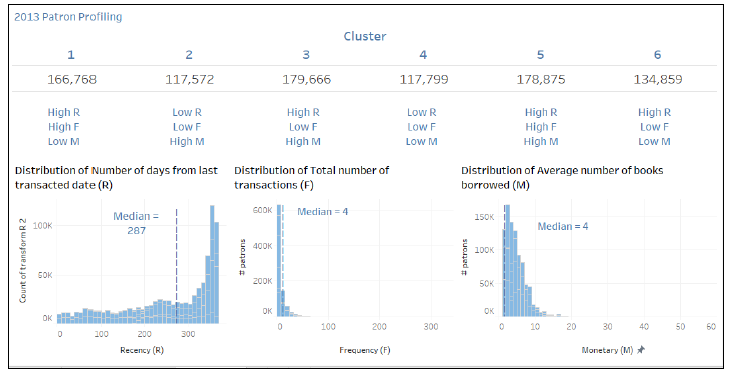 2013 Patron Profiling
Cluster
1 2 3 4 5 6
166,768 117,572 179,666 117,799 178,875 134,859
High R Low R High R Low R High R High R
High F Low F Low F Low F High F Low F
Low M High M High M Low M High M Low M
Distribution of Number of days from last
transacted date (R)
Count of transform R 2
100K
50K
0K
Median =
287
0 100 200 300
Recency (R)
Distribution of Total number of
transactions (F)
# patrons
600K
400K
200K
0K
Median = 4
0 100 200 300
Frequency (F)
Distribution of Average number of books
borrowed (M)
# patrons
150K
100K
50K
0K
Median = 4
0 10 20 30 40 50 60
Monetary (M)